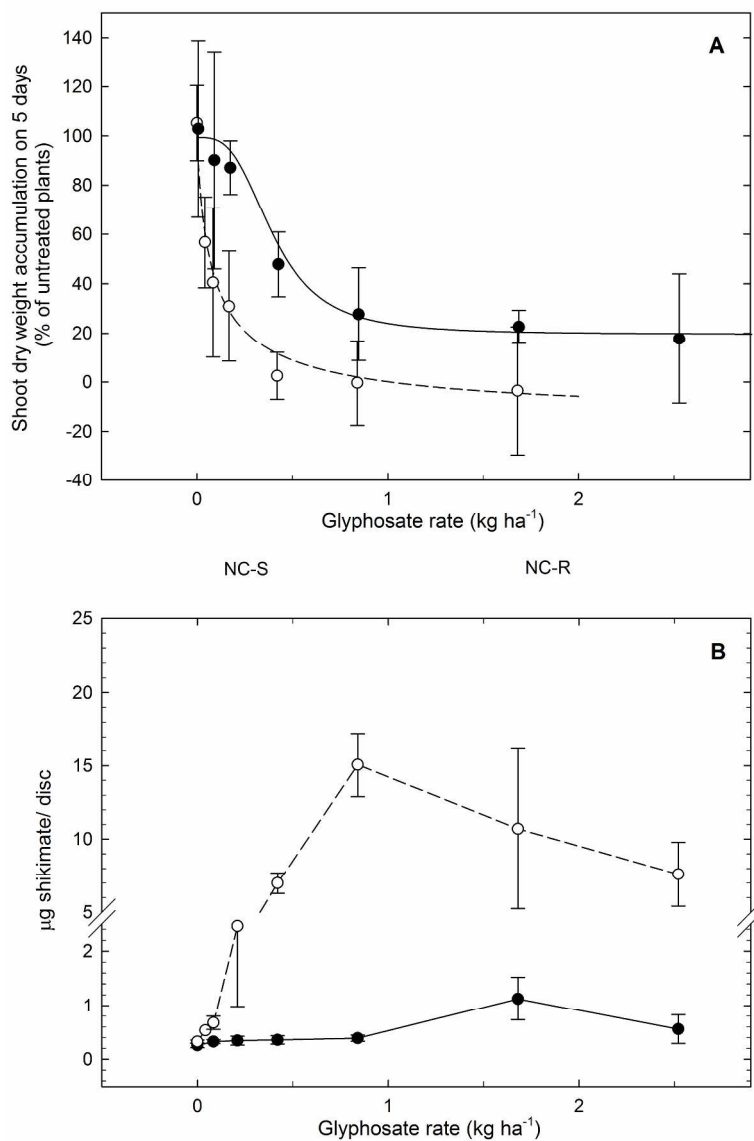 A
Shoot dry weight accumulation on 5 days
(% of untreated plants)
140
120
100
80
60
40
20
0
-20
-40
0
1
2
Glyphosate rate (kg ha⁻¹)
NC-S
NC-R
B
µg shikimate/ disc
25
20
15
10
5
2
1
0
0
1
2
Glyphosate rate (kg ha⁻¹)